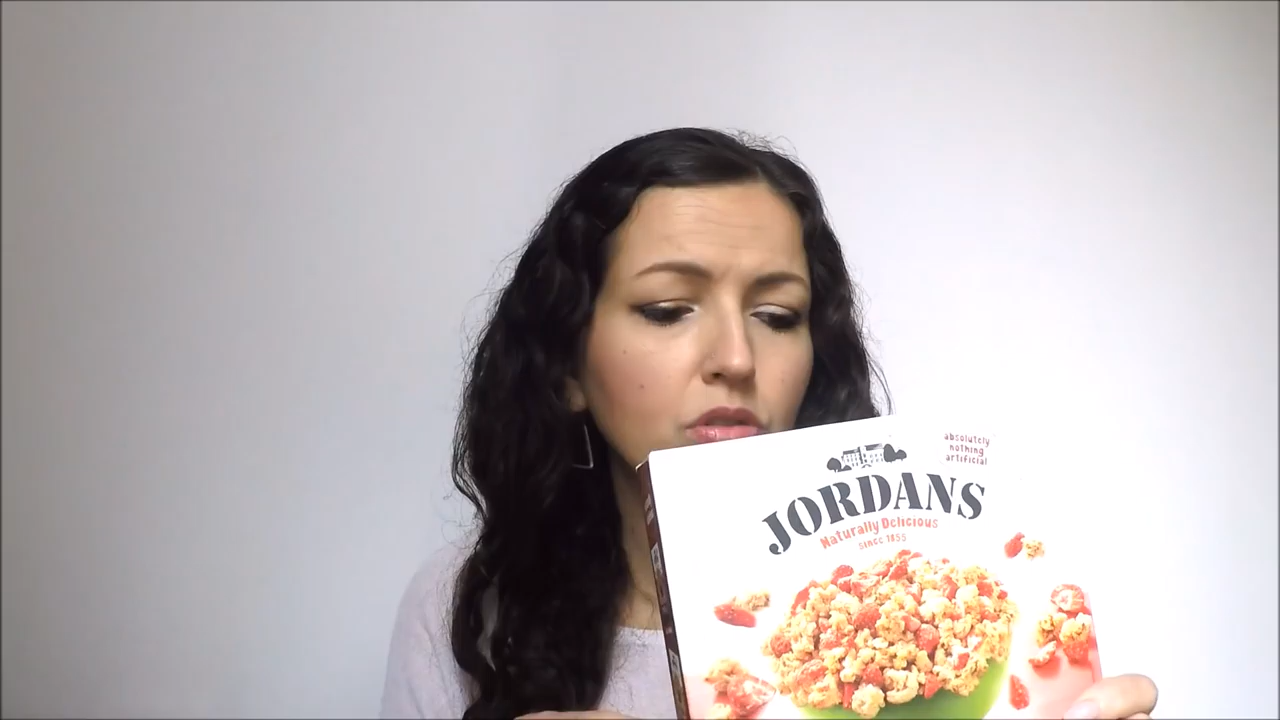 absolutely
nothing
artificial
JORDANS
Naturally Delicious
Since 1855